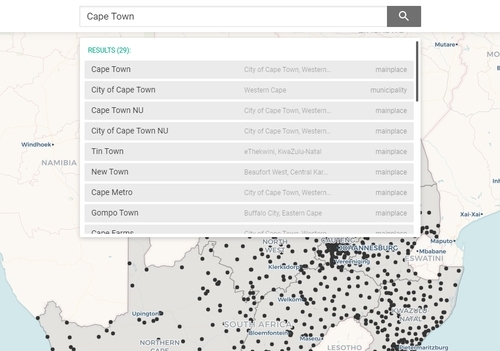 Cape Town
RESULTS (29):
Cape Town City of Cape Town, Western... mainplace
City of Cape Town Western Cape municipality
Cape Town NU City of Cape Town, Western... mainplace
City of Cape Town NU City of Cape Town, Western... mainplace
Tin Town eThekwini, KwaZulu-Natal mainplace
New Town Beaufort West, Central Kar... mainplace
Cape Metro City of Cape Town, Western... mainplace
Gompo Town Buffalo City, Eastern Cape mainplace
Cape Farms City of Cape Town, Western... mainplace
Mutare
MO
Windhoek
NAMIBIA
Xai-Xai
Maputo
Mbabane
ESWATINI
NORTH
WEST
GAUTENG
JOHANNESBURG
Vereeniging
Klerksdorp
Welkom
Upington
SOUTH AFRICA
Bloemfontein
Maseru
LESOTHO
KWAZULU
NATAL
Pietermaritzburg
NORTHERN
CAPE